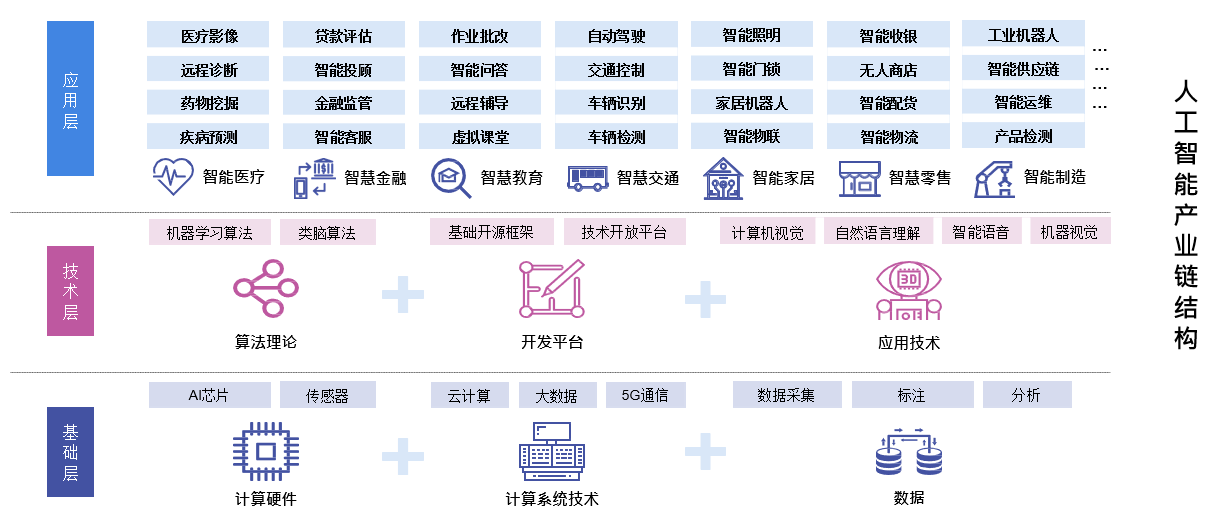 应用层
医疗影像 贷款评估 作业批改 自动驾驶 智能照明 智能收银 工业机器人 ...
远程诊断 智能投顾 智能问答 交通控制 智能门锁 无人商店 智能供应链 ...
药物挖掘 金融监管 远程辅导 车辆识别 家居机器人 智能配货 智能运维 ...
疾病预测 智能客服 虚拟课堂 车辆检测 智能物联 智能物流 产品检测 ...
智能医疗 智慧金融 智慧教育 智慧交通 智能家居 智慧零售 智能制造
技术层
机器学习算法 类脑算法 基础开源框架 技术开放平台 计算机视觉 自然语言理解 智能语音 机器视觉
3D
算法理论 开发平台 应用技术
基础层
AI芯片 传感器 云计算 大数据 5G通信 数据采集 标注 分析
计算硬件 计算系统技术 数据
人工智能产业链结构